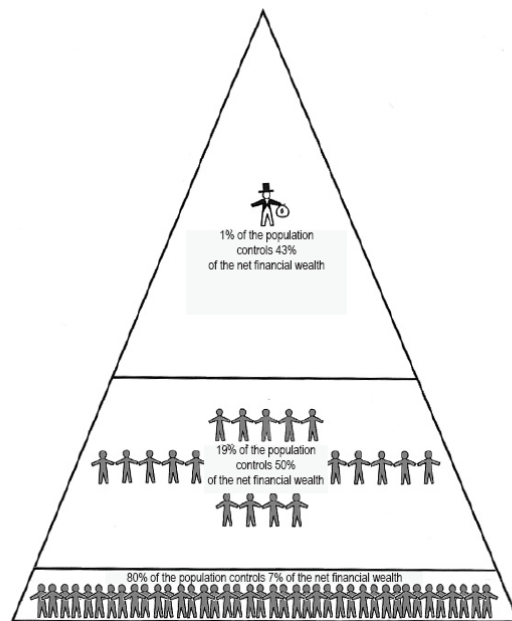 1% of the population
controls 43%
of the net financial wealth
19% of the population
controls 50%
of the net financial wealth
80% of the population controls 7% of the net financial wealth